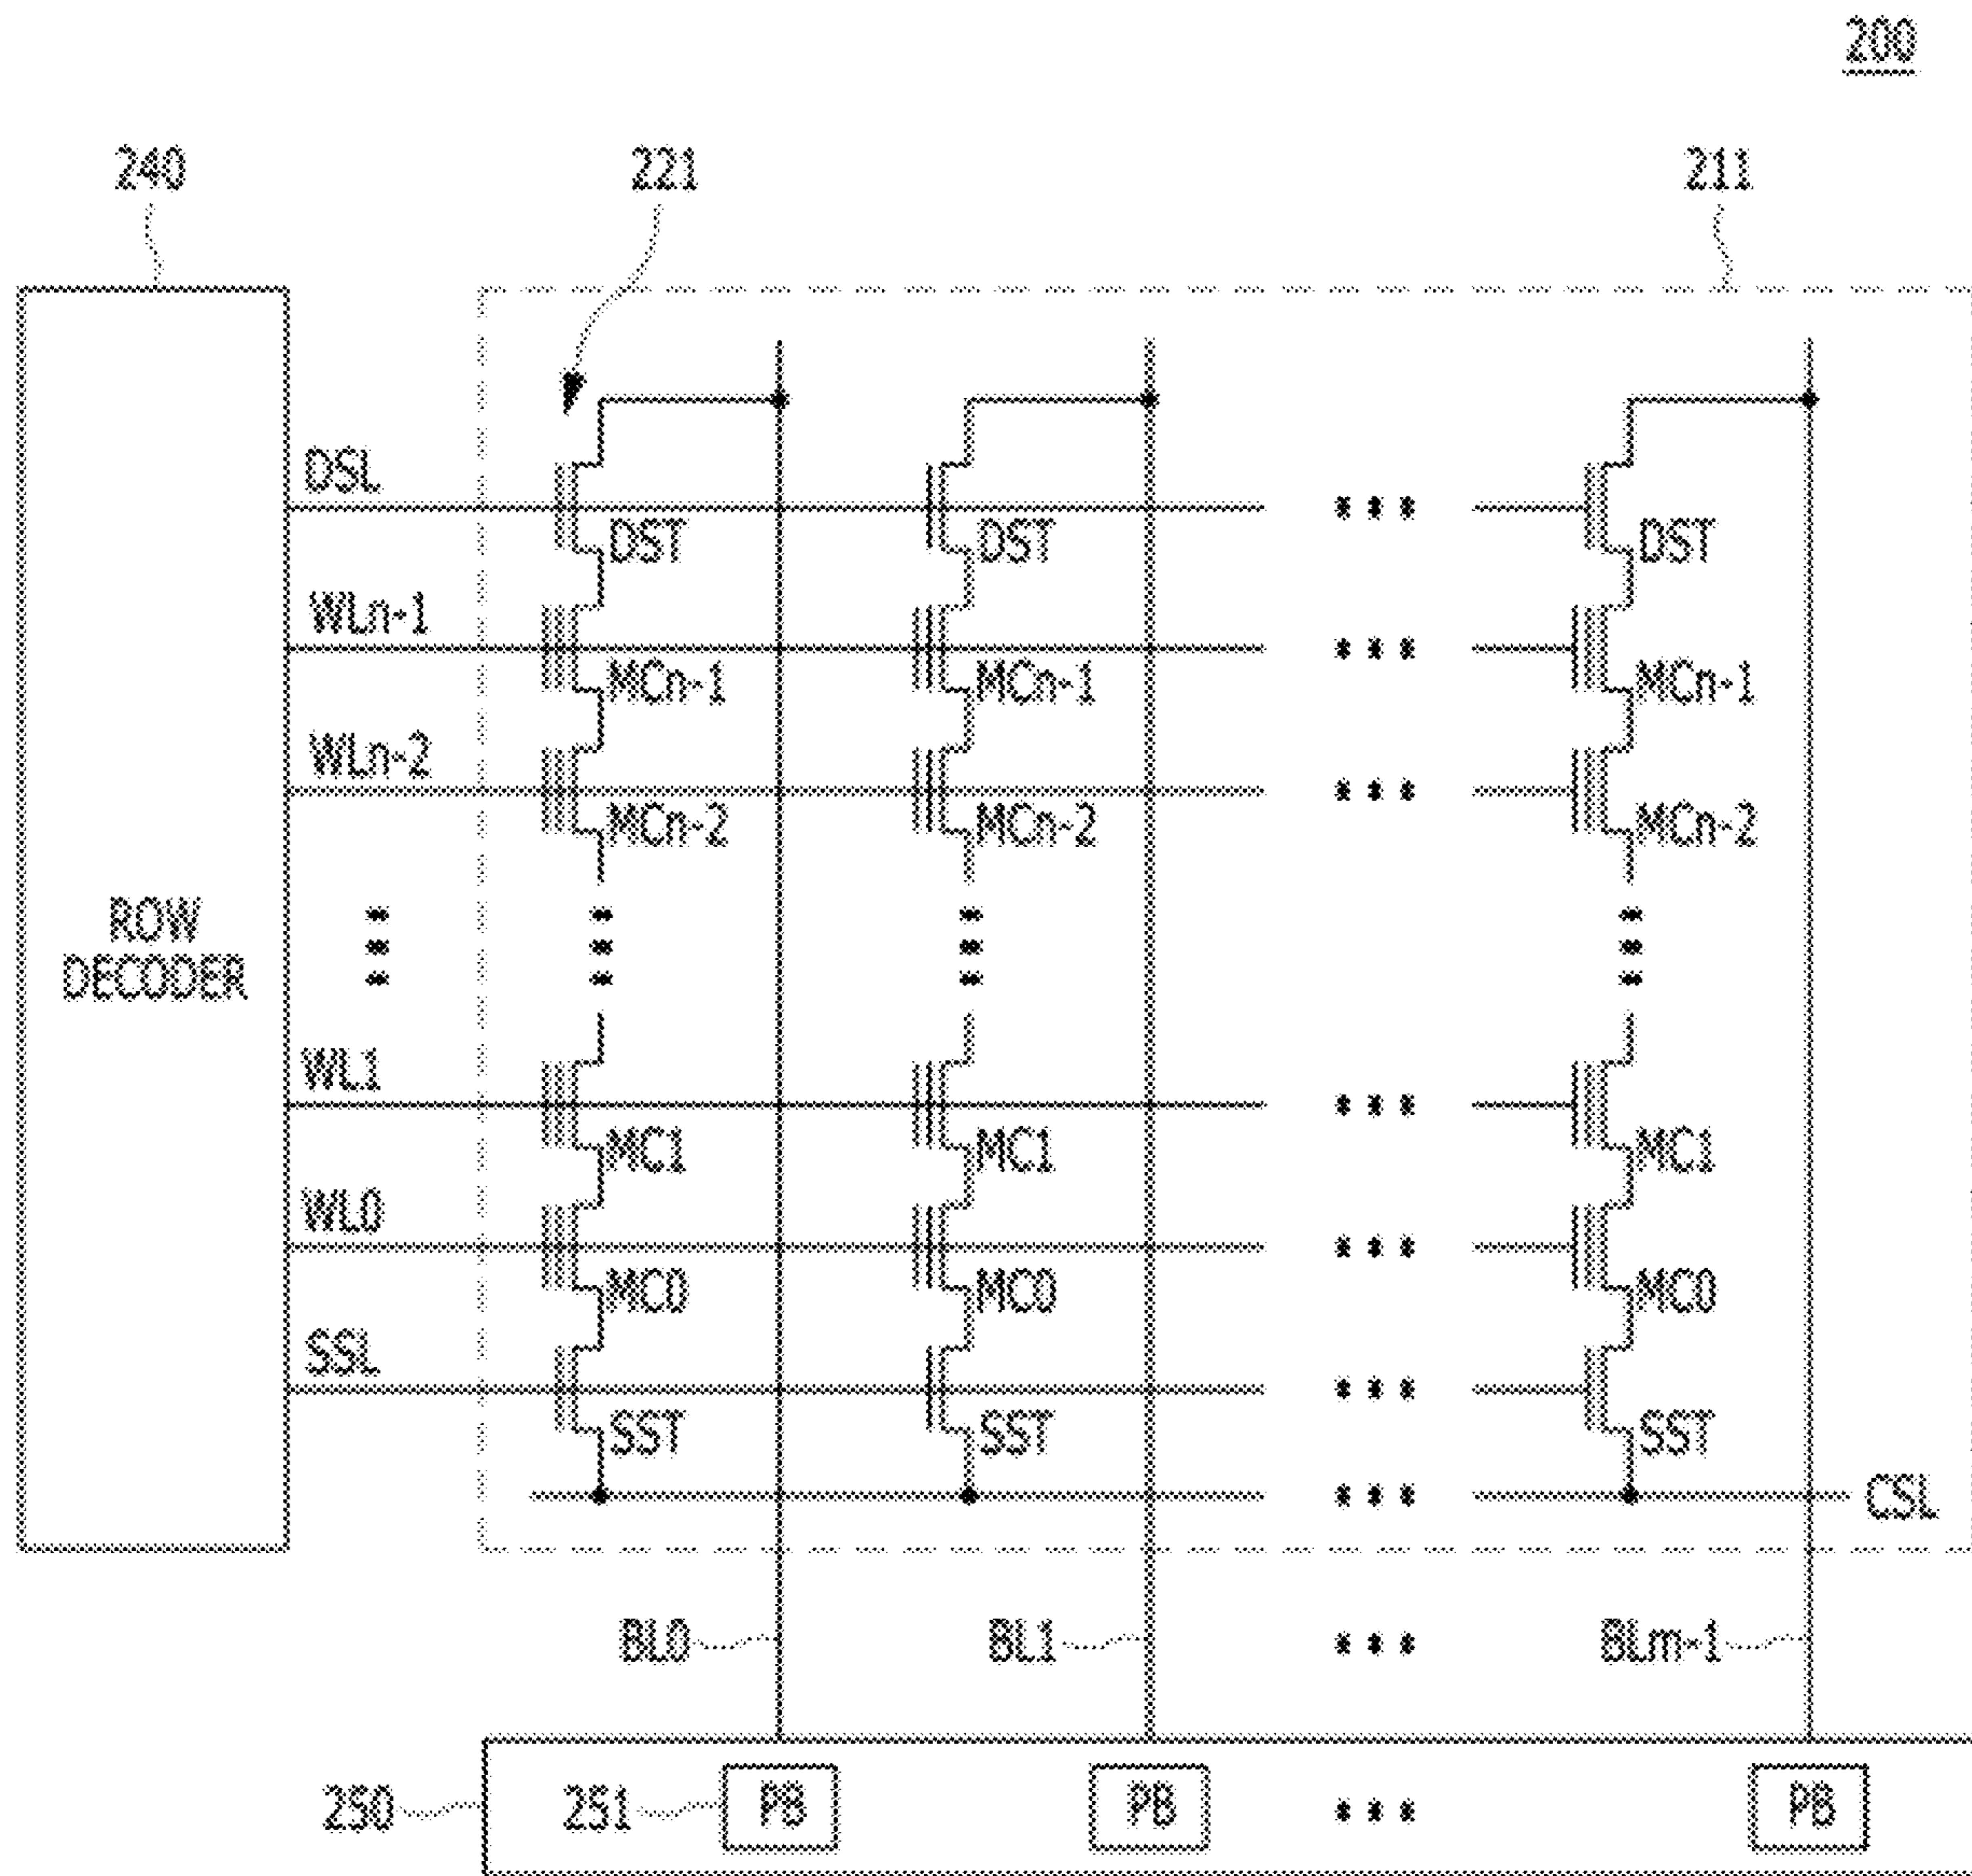 200
240 221 211
DSL
DST DST DST
WLn-1
MCn-1 MCn-1 MCn-1
WLn-2
MCn-2 MCn-2 MCn-2
ROW
DECODER
WL1
MC1 MC1 MC1
WL0
MC0 MC0 MC0
SSL
SST SST SST
CSL
BL0 BL1 BLm-1
250 251 PB PB PB